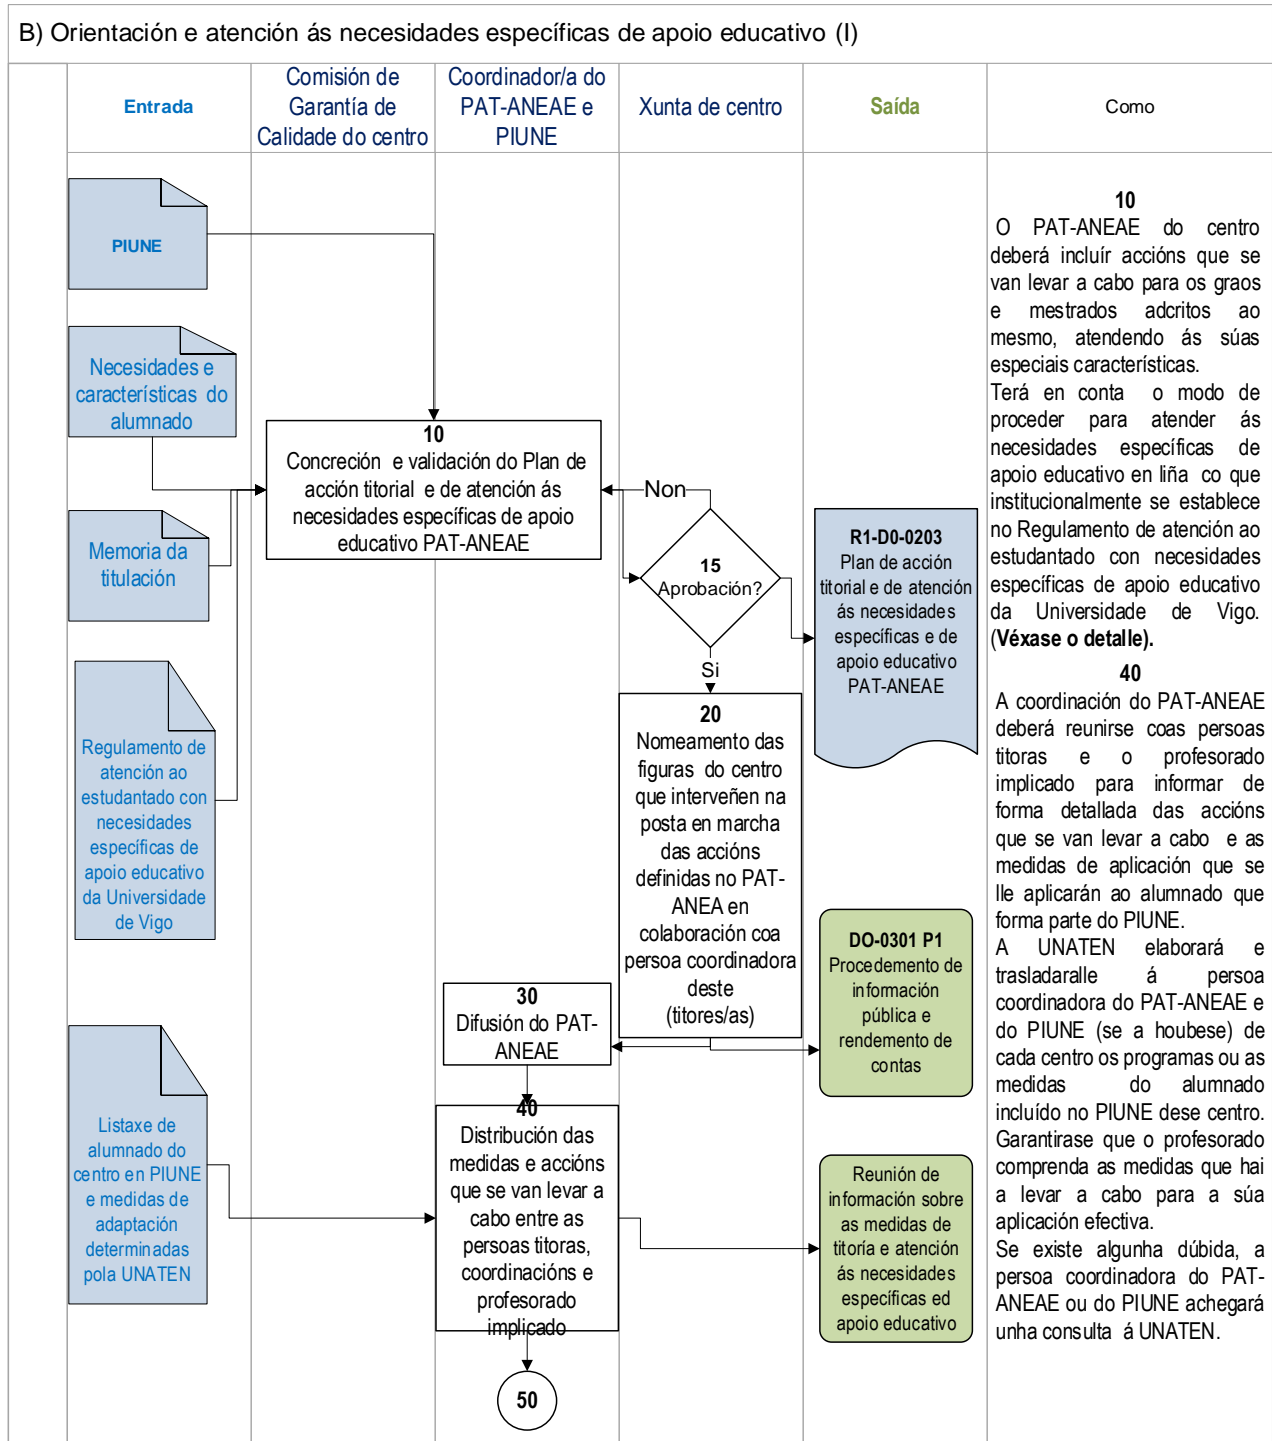 B) Orientación e atención ás necesidades específicas de apoio educativo (I)
Entrada
Comisión de
Garantía de
Calidade do centro
Coordinador/a do
PAT-ANEAE e
PIUNE
Xunta de centro
Saída
Como
PIUNE
Necesidades e
características do
alumnado
Memoria da
titulación
Regulamento de
atención ao
estudantado con
necesidades
específicas de
apoio educativo
da Universidade
de Vigo
Listaxe de
alumnado do
centro en PIUNE
e medidas de
adaptación
determinadas
pola UNATEN
10
Concreción e validación do Plan de
acción titorial e de atención ás
necesidades específicas de apoio
educativo PAT-ANEAE
Non
15
Aprobación?
Si
20
Nomeamento das
figuras do centro
que interveñen na
posta en marcha
das accións
definidas no PAT-
ANEA en
colaboración coa
persoa coordinadora
deste
(titores/as)
30
Difusión do PAT-
ANEAE
40
Distribución das
medidas e accións
que se van levar a
cabo entre as
persoas titoras,
coordinacións e
profesorado
implicado
50
R1-D0-0203
Plan de acción
titorial e de atención
ás necesidades
específicas e de
apoio educativo
PAT-ANEAE
DO-0301 P1
Procedemento de
información
pública e
rendemento de
contas
Reunión de
información sobre
as medidas de
titoría e atención
ás necesidades
específicas ed
apoio educativo
10
O PAT-ANEAE do centro
deberá incluír accións que se
van levar a cabo para os graos
e mestrados adcritos ao
mesmo, atendendo ás súas
especiais características.
Terá en conta o modo de
proceder para atender ás
necesidades específicas de
apoio educativo en liña co que
institucionalmente se establece
no Regulamento de atención ao
estudantado con necesidades
específicas de apoio educativo
da Universidade de Vigo.
(Véxase o detalle).
40
A coordinación do PAT-ANEAE
deberá reunirse coas persoas
titoras e o profesorado
implicado para informar de
forma detallada das accións
que se van levar a cabo e as
medidas de aplicación que se
lle aplicarán ao alumnado que
forma parte do PIUNE.
A UNATEN elaborará e
trasladaralle á persoa
coordinadora do PAT-ANEAE e
do PIUNE (se a houbese) de
cada centro os programas ou as
medidas do alumnado
incluído no PIUNE dese centro.
Garantirase que o profesorado
comprenda as medidas que hai
a levar a cabo para a súa
aplicación efectiva.
Se existe algunha dúbida, a
persoa coordinadora do PAT-
ANEAE ou do PIUNE achegará
unha consulta á UNATEN.